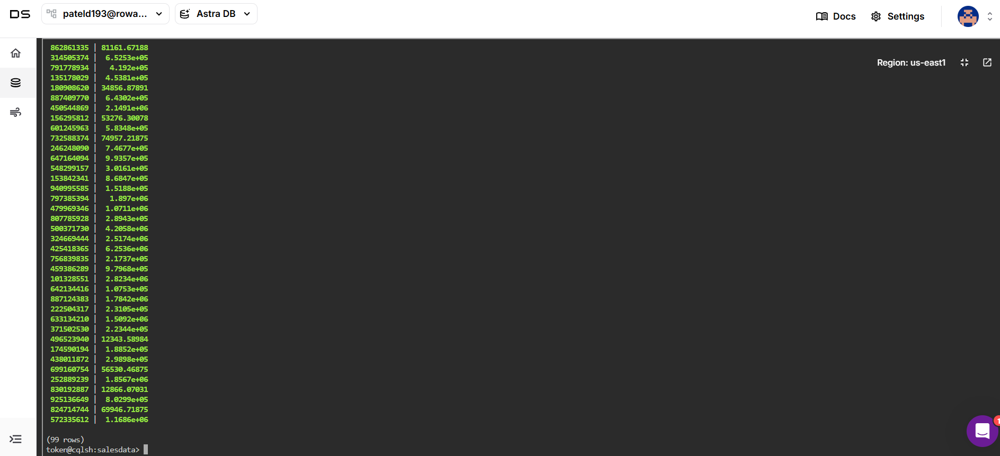 DS pateld193@rowa... Astra DB Docs Settings
Region: us-east1
862861335 | 81161.67188
314505374 | 6.5253e+05
791778934 | 4.192e+05
135178029 | 4.5381e+05
180908620 | 34856.87891
887409770 | 6.4302e+05
450544869 | 2.1491e+06
156295812 | 53276.30078
601245963 | 5.8348e+05
732588374 | 74957.21875
246248090 | 7.4677e+05
647164094 | 9.9357e+05
548299157 | 3.0161e+05
153842341 | 8.6847e+05
940995585 | 1.5188e+05
797385394 | 1.897e+06
479969346 | 1.0711e+06
807785928 | 2.8943e+05
500371730 | 4.2058e+06
324669444 | 2.5174e+06
425418365 | 6.2536e+06
756839835 | 2.1737e+06
459386289 | 9.7968e+05
101328551 | 2.8234e+06
642134416 | 1.0753e+05
887124383 | 1.7842e+06
222504317 | 2.3105e+05
633134210 | 1.5092e+06
371502530 | 2.2344e+05
496523940 | 12343.58984
174590194 | 1.8852e+05
438011872 | 2.9898e+05
699160754 | 56530.46875
252889239 | 1.8567e+06
830192887 | 12866.07031
925136649 | 8.0299e+05
824714744 | 69946.71875
572335612 | 1.1686e+06
(99 rows)
token@cqlsh:salesdata>
1